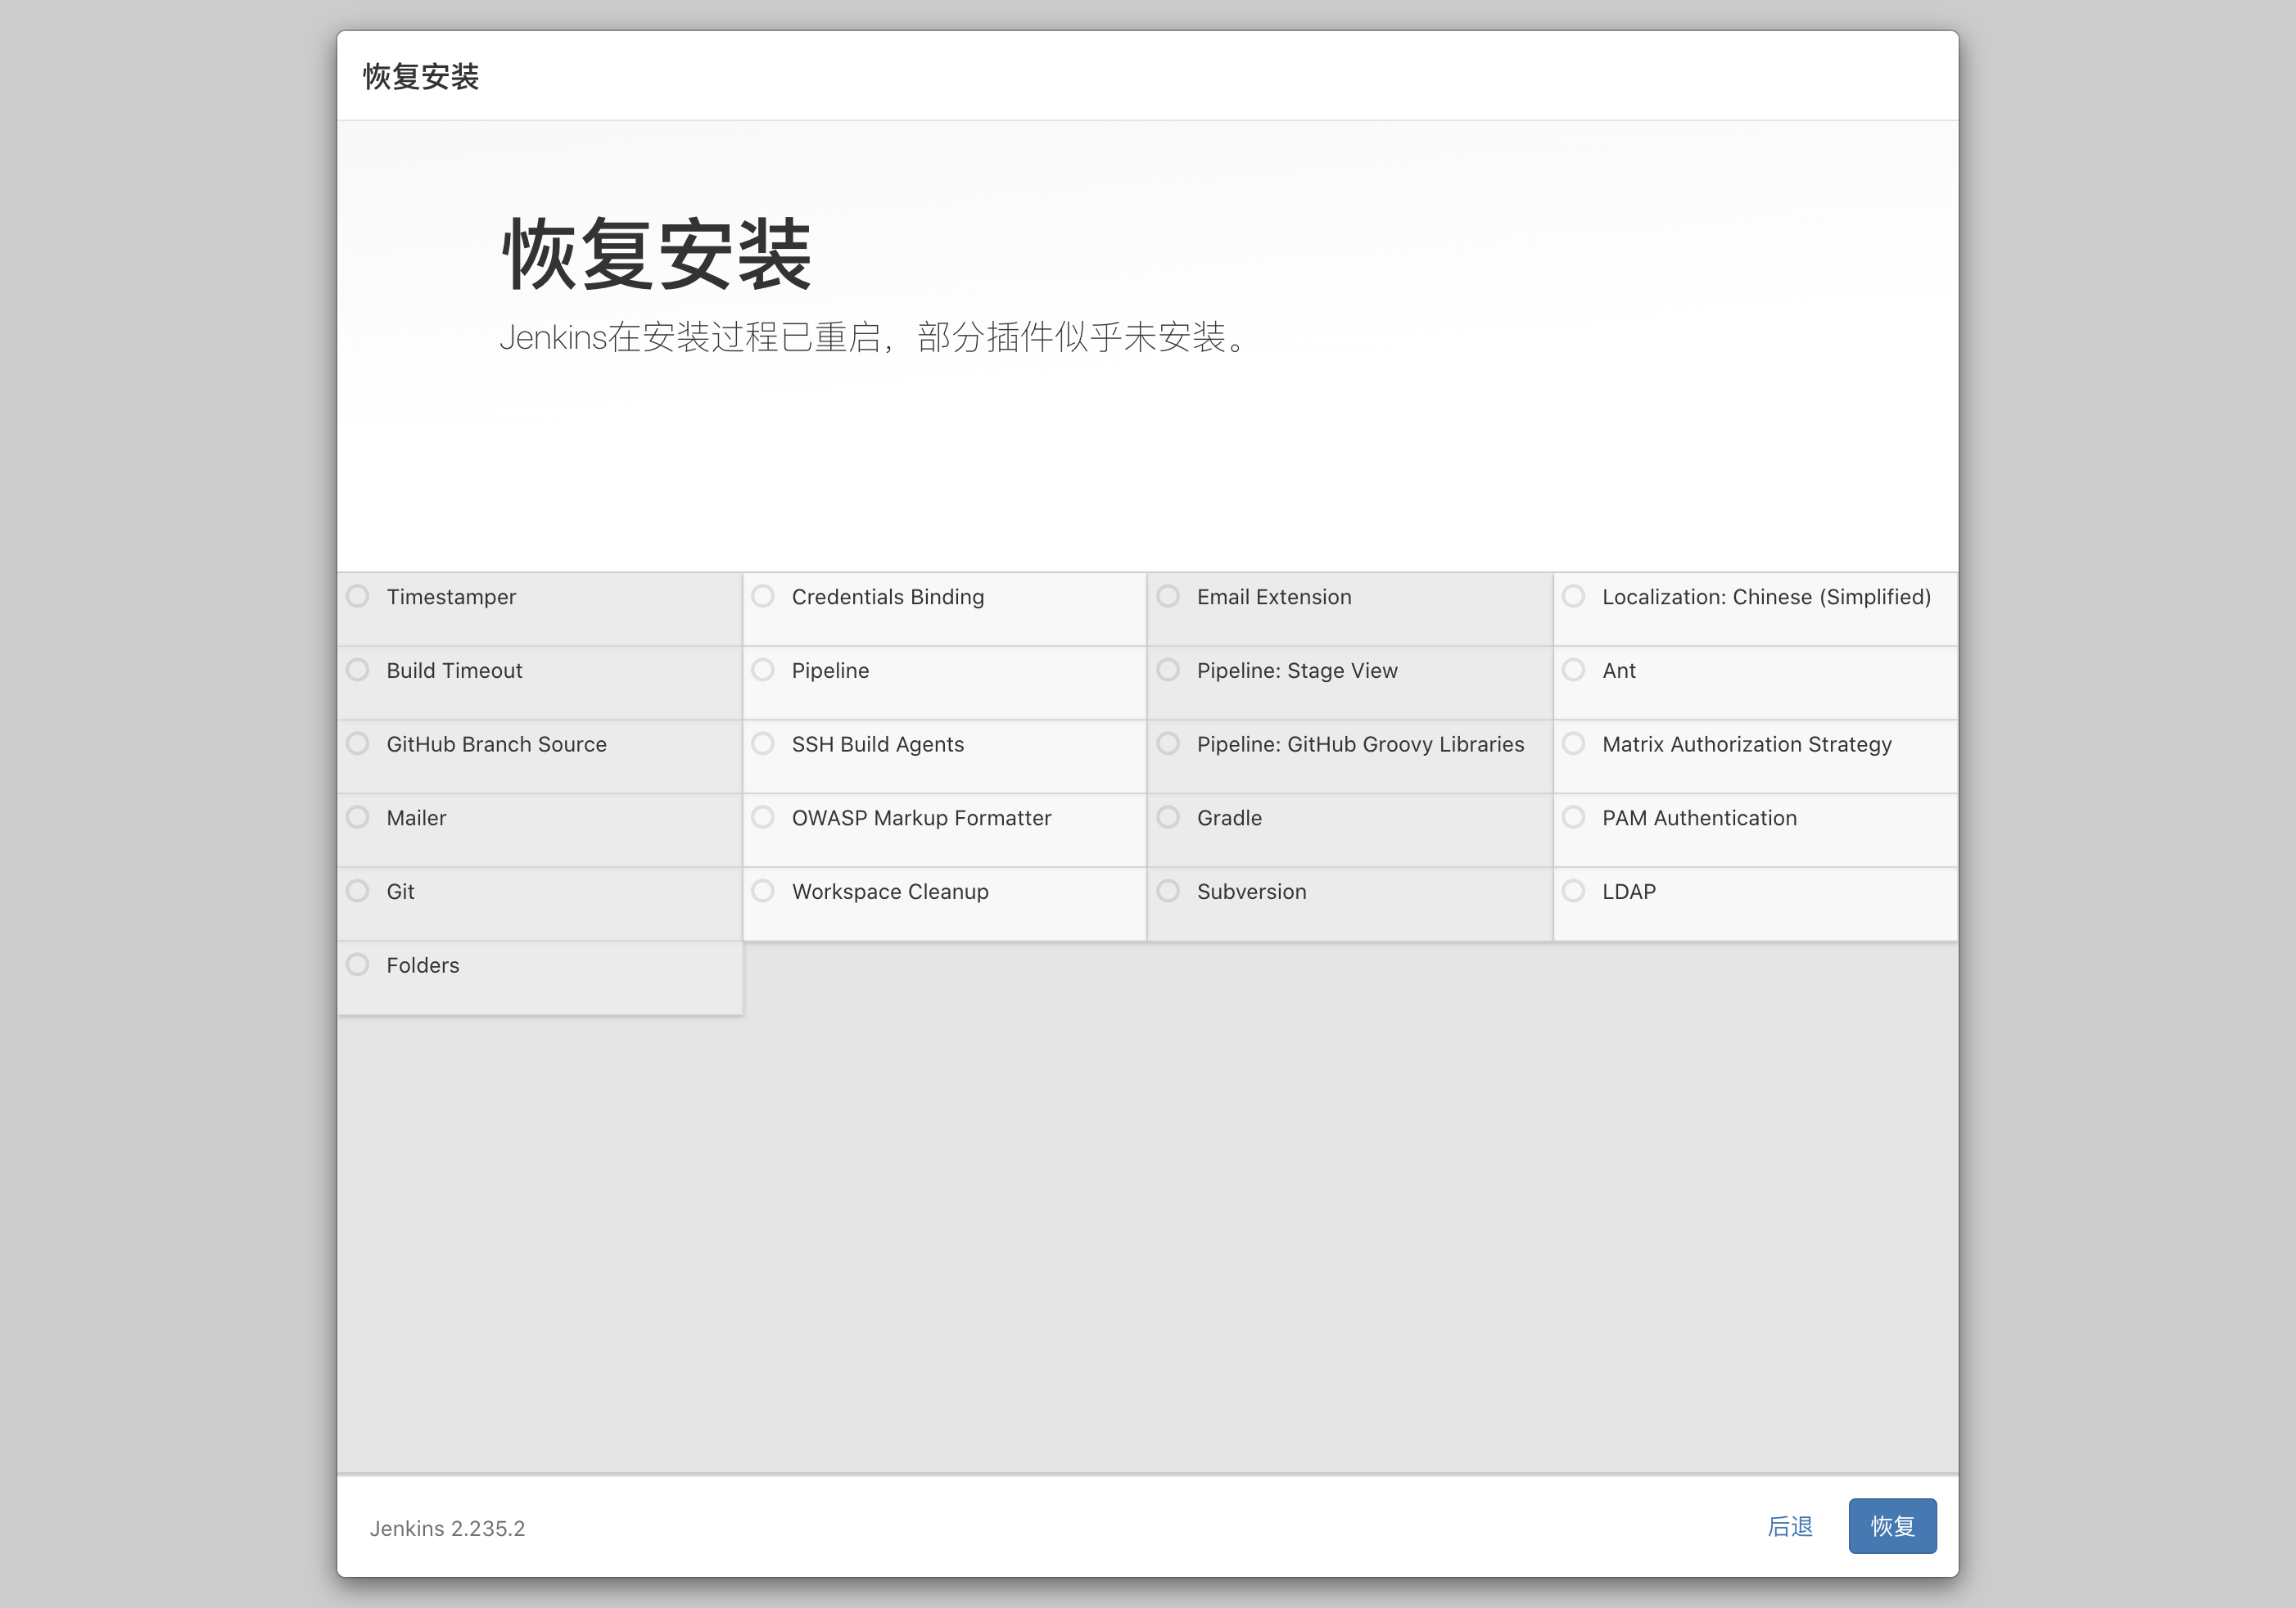 恢复安装
恢复安装
Jenkins在安装过程已重启，部分插件似乎未安装。
Timestamper Credentials Binding Email Extension Localization: Chinese (Simplified)
Build Timeout Pipeline Pipeline: Stage View Ant
GitHub Branch Source SSH Build Agents Pipeline: GitHub Groovy Libraries Matrix Authorization Strategy
Mailer OWASP Markup Formatter Gradle PAM Authentication
Git Workspace Cleanup Subversion LDAP
Folders
Jenkins 2.235.2 后退 恢复